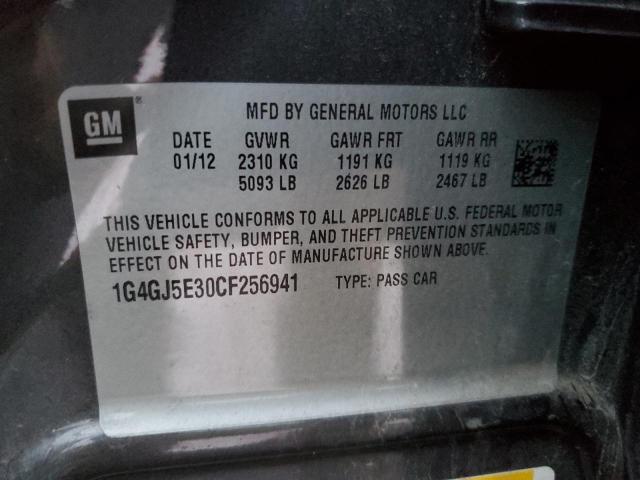 GM®
MFD BY GENERAL MOTORS LLC
DATE GVWR GAWR FRT GAWR RR
01/12 2310 KG 1191 KG 1119 KG
5093 LB 2626 LB 2467 LB
THIS VEHICLE CONFORMS TO ALL APPLICABLE U.S. FEDERAL MOTOR
VEHICLE SAFETY, BUMPER, AND THEFT PREVENTION STANDARDS IN
EFFECT ON THE DATE OF MANUFACTURE SHOWN ABOVE.
1G4GJ5E30CF256941 TYPE: PASS CAR